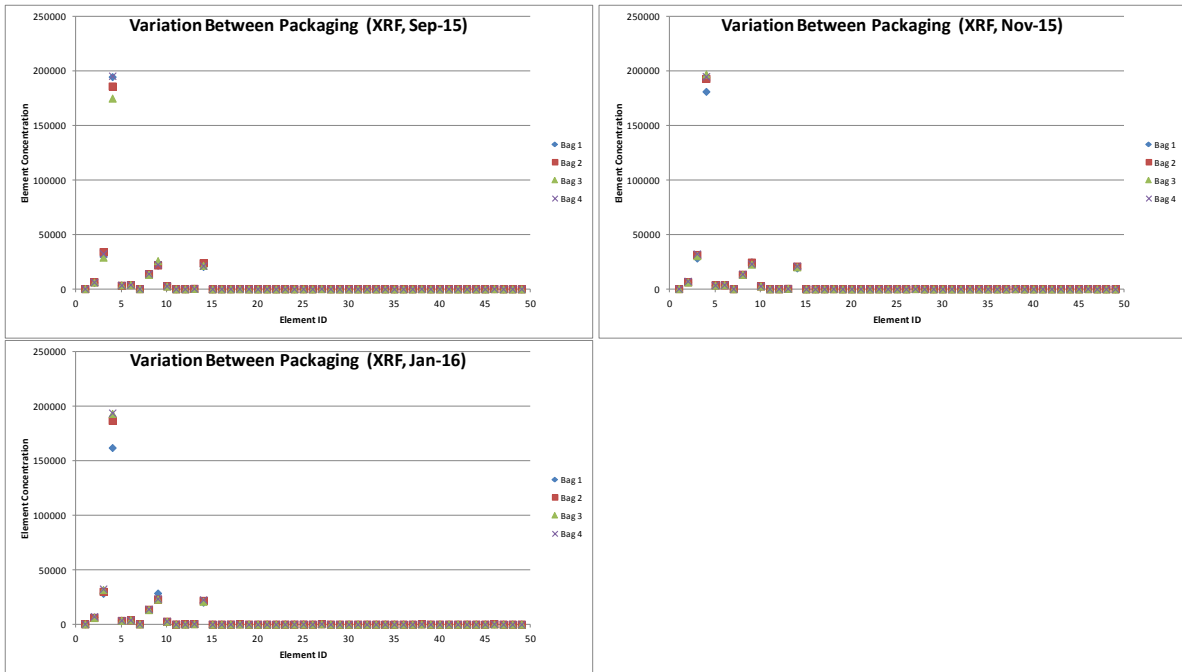 Variation Between Packaging (XRF, Sep-15)
250000
200000
150000
100000
50000
0
Element Concentration
0 5 10 15 20 25 30 35 40 45 50
Element ID
Bag 1
Bag 2
Bag 3
Bag 4
Variation Between Packaging (XRF, Nov-15)
250000
200000
150000
100000
50000
0
Element Concentration
0 5 10 15 20 25 30 35 40 45 50
Element ID
Bag 1
Bag 2
Bag 3
Bag 4
Variation Between Packaging (XRF, Jan-16)
250000
200000
150000
100000
50000
0
Element Concentration
0 5 10 15 20 25 30 35 40 45 50
Element ID
Bag 1
Bag 2
Bag 3
Bag 4